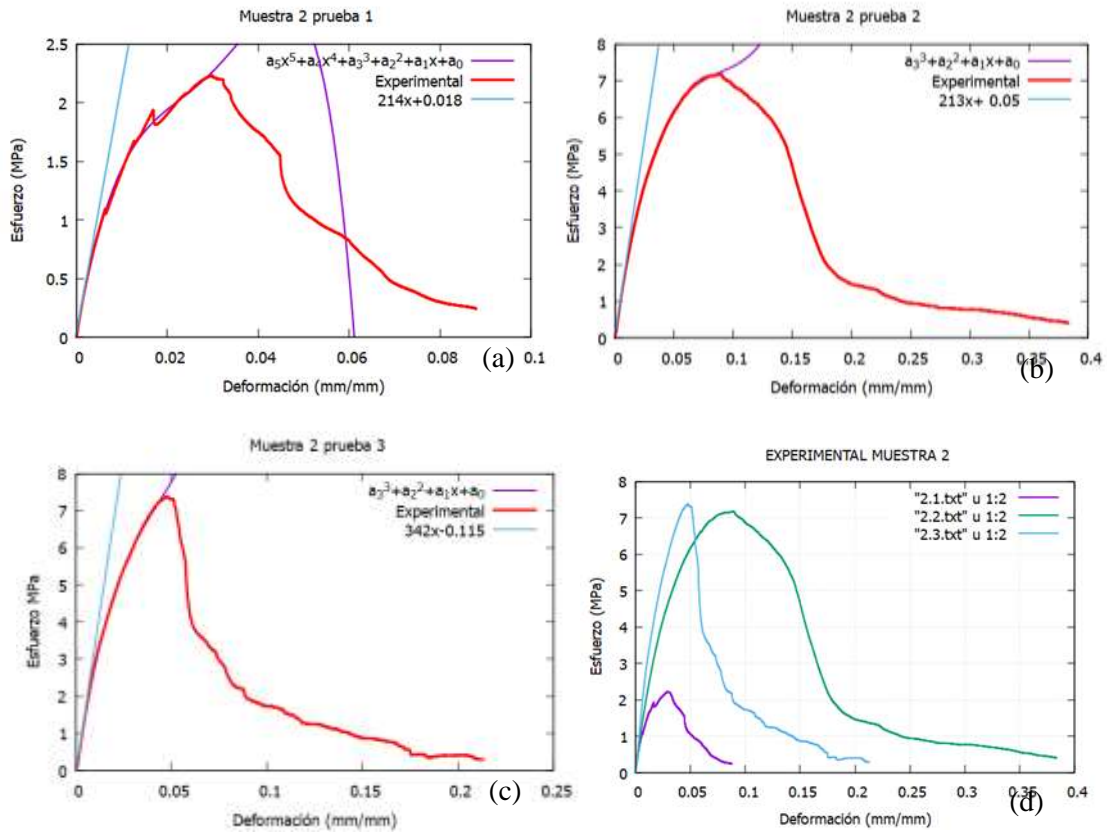 Muestra 2 prueba 1
a₅x⁵+a₄x⁴+a₃³+a₂²+a₁x+a₀
Experimental
214x+0.018
Esfuerzo (MPa)
2.5
2
1.5
1
0.5
0
0 0.02 0.04 0.06 0.08 0.1
Deformación (mm/mm)
(a)
Muestra 2 prueba 2
a₃³+a₂²+a₁x+a₀
Experimental
213x+ 0.05
Esfuerzo (MPa)
8
7
6
5
4
3
2
1
0
0 0.05 0.1 0.15 0.2 0.25 0.3 0.35 0.4
Deformación (mm/mm)
(b)
Muestra 2 prueba 3
a₃³+a₂²+a₁x+a₀
Experimental
342x-0.115
Esfuerzo MPa
8
7
6
5
4
3
2
1
0
0 0.05 0.1 0.15 0.2 0.25
Deformación (mm/mm)
(c)
EXPERIMENTAL MUESTRA 2
"2.1.txt" u 1:2
"2.2.txt" u 1:2
"2.3.txt" u 1:2
Esfuerzo (MPa)
8
7
6
5
4
3
2
1
0
0 0.05 0.1 0.15 0.2 0.25 0.3 0.35 0.4
Deformación (mm/mm)
(d)